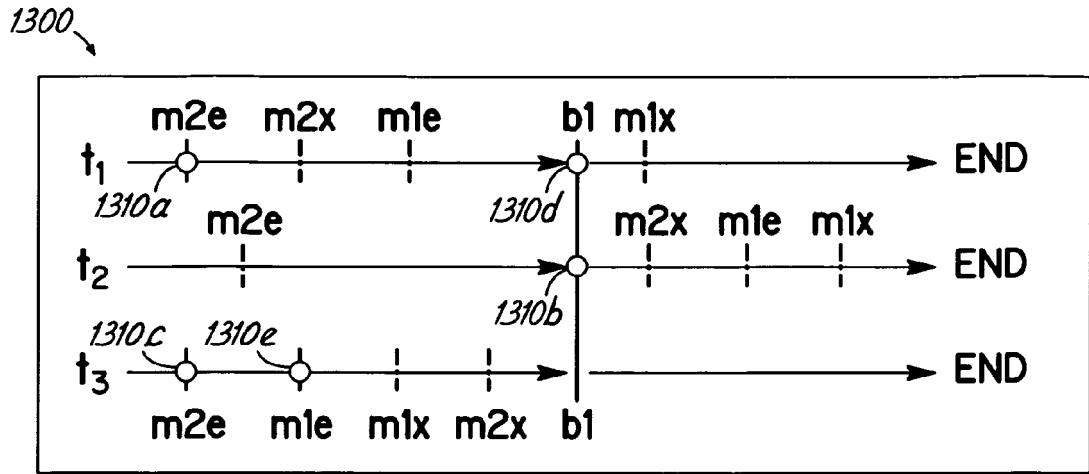 1300
m2e m2x m1e b1 m1x
t1 END
1310a 1310d
m2e m2x m1e m1x
t2 END
1310c 1310e 1310b
t3 END
m2e m1e m1x m2x b1